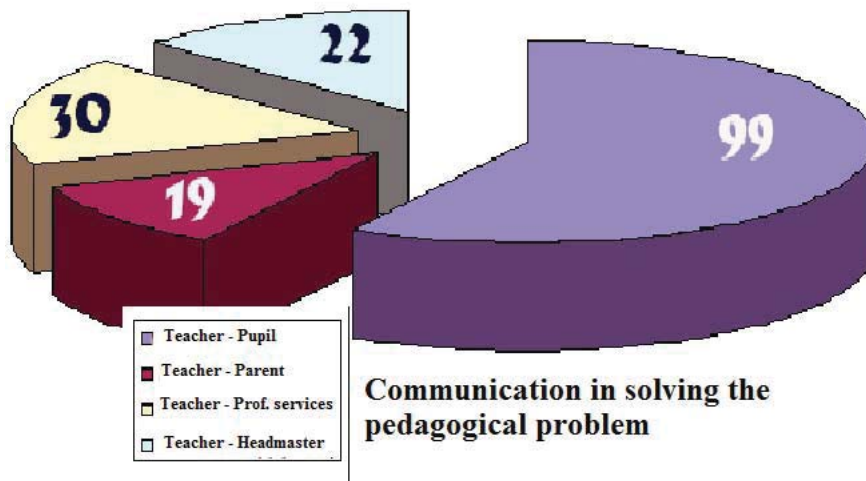 22
30
99
19
Teacher - Pupil
Teacher - Parent
Teacher - Prof. services
Teacher - Headmaster
Communication in solving the
pedagogical problem